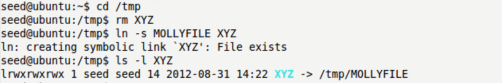 seed@ubuntu:~$ cd /tmp
seed@ubuntu:/tmp$ rm XYZ
seed@ubuntu:/tmp$ ln -s MOLLYFILE XYZ
ln: creating symbolic link `XYZ': File exists
seed@ubuntu:/tmp$ ls -l XYZ
lrwxrwxrwx 1 seed seed 14 2012-08-31 14:22 XYZ -> /tmp/MOLLYFILE